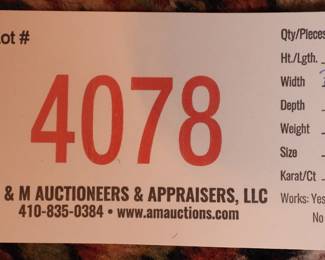 Lot #
4078
& M AUCTIONEERS & APPRAISERS, LLC
410-835-0384 • www.amauctions.com
Qty/Pieces
Ht./Lgth.
Width
Depth
Weight
Size
Karat/Ct
Works: Yes
No